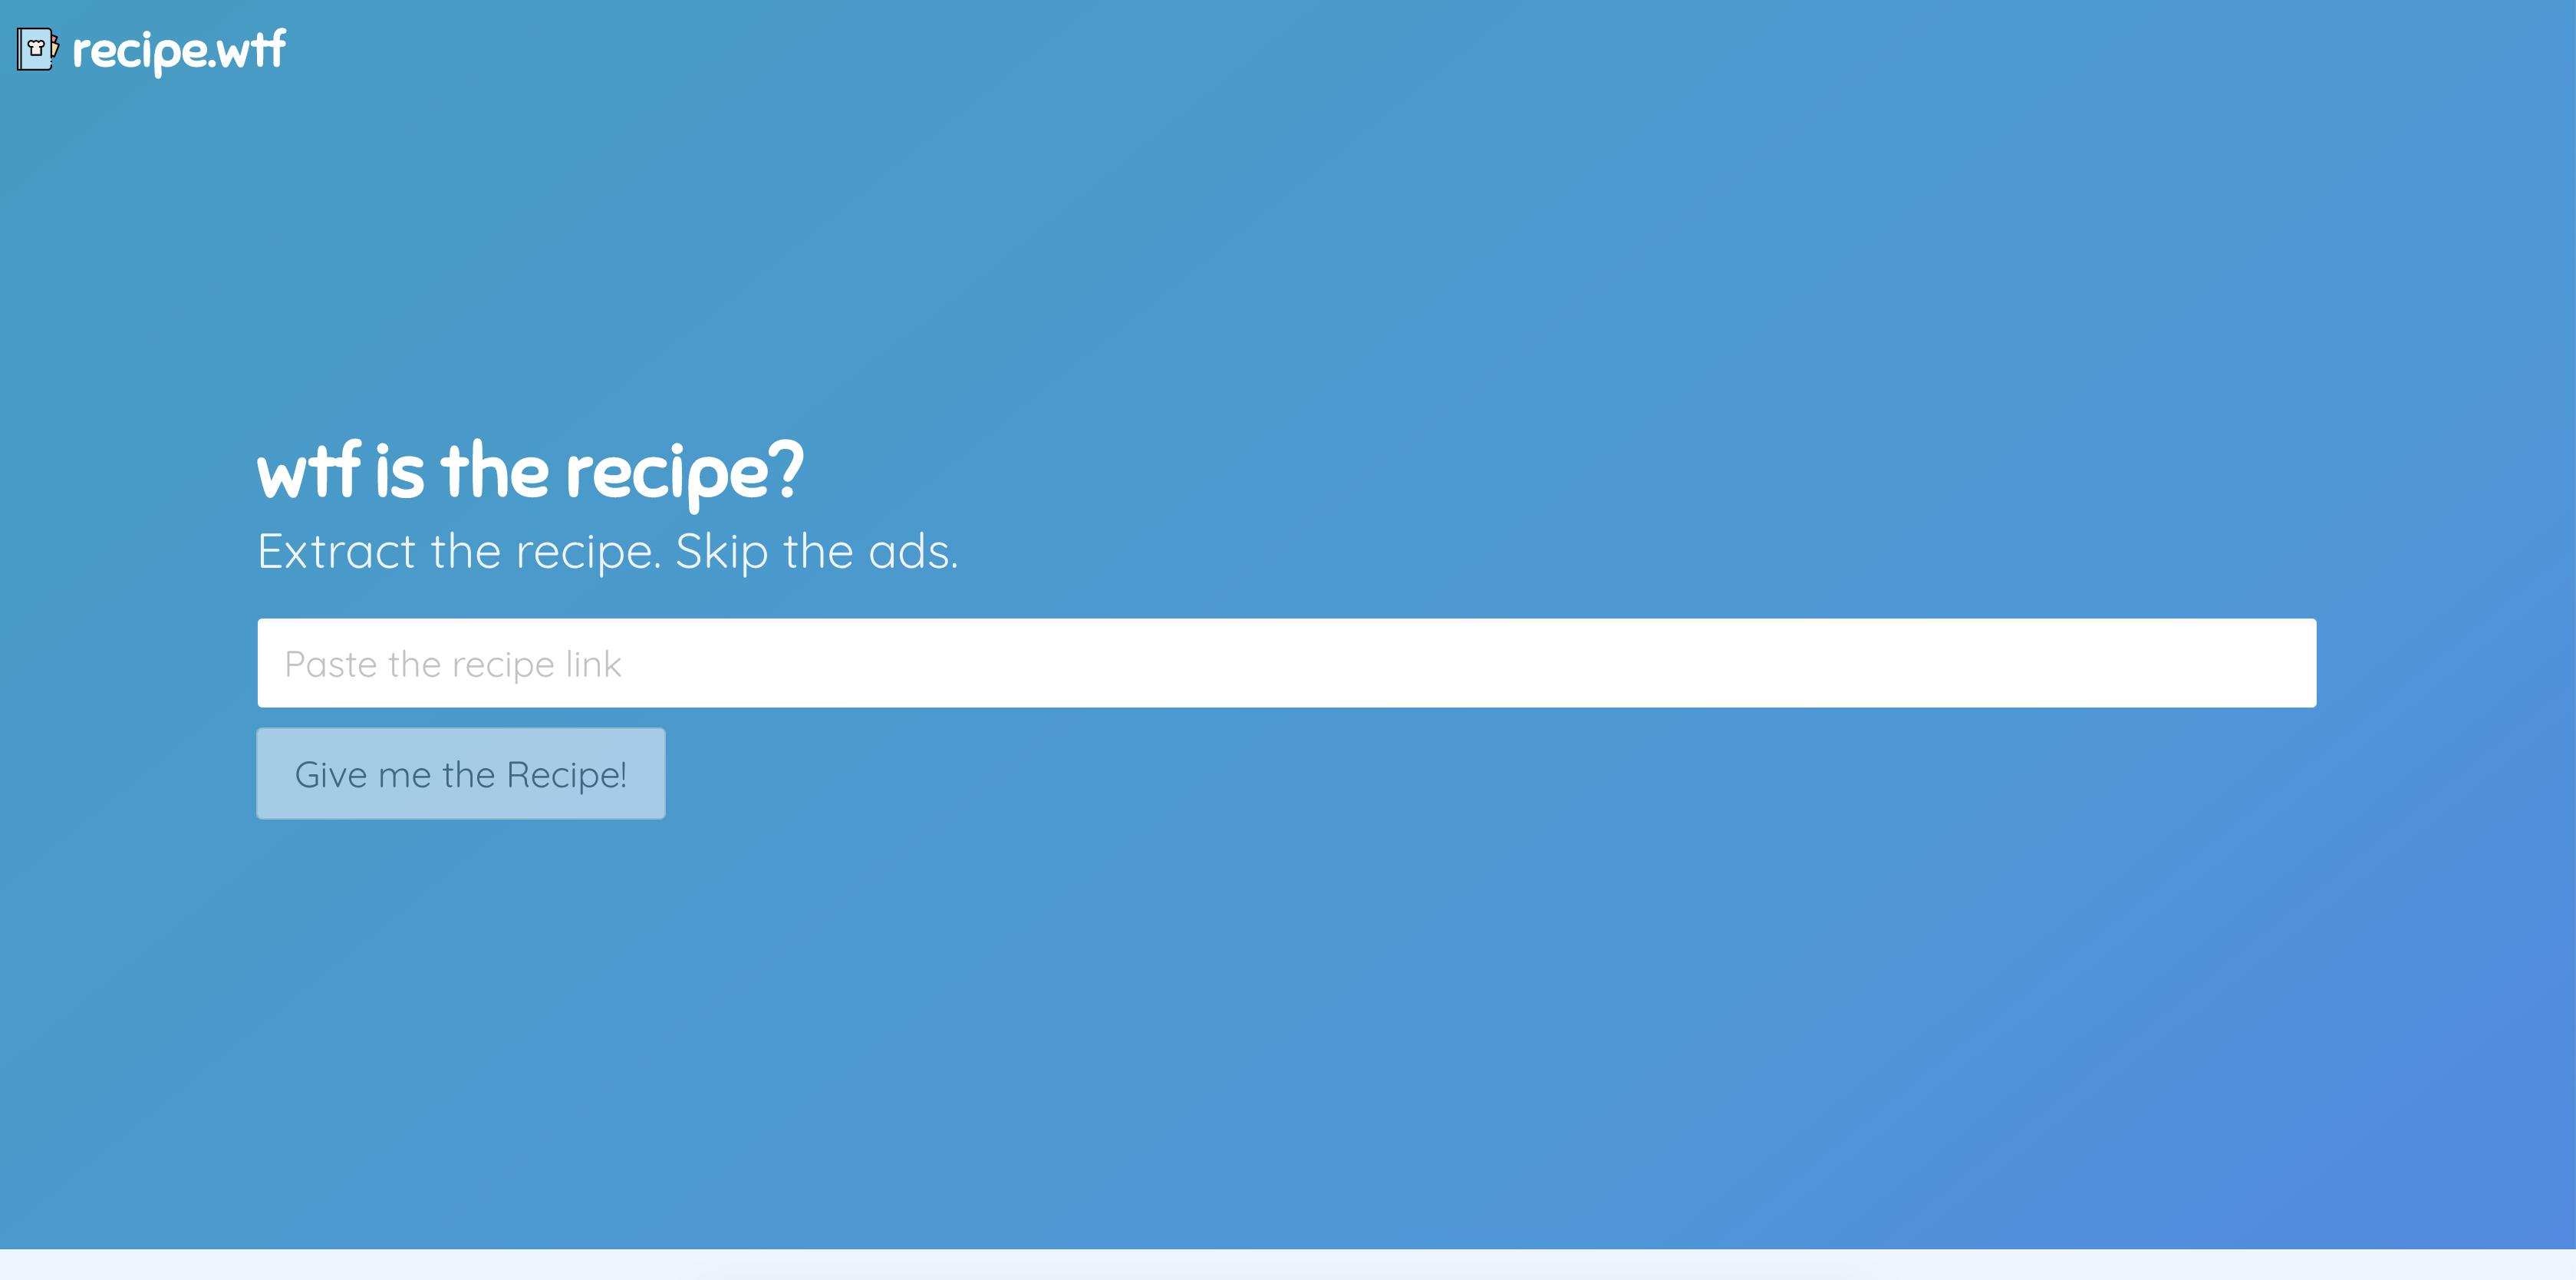 recipe.wtf
wtf is the recipe?
Extract the recipe. Skip the ads.
Paste the recipe link
Give me the Recipe!